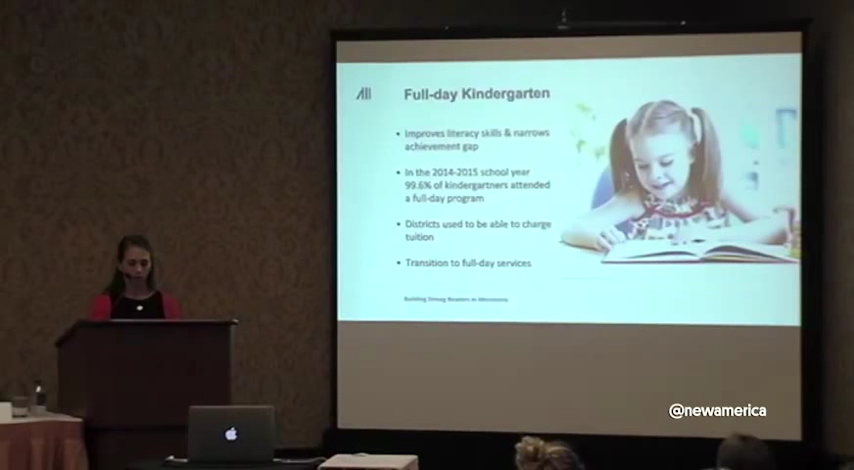 Full-day Kindergarten
• Improves literacy skills & narrows
achievement gap
• In the 2014-2015 school year
99.6% of kindergartners attended
a full-day program
• Districts used to be able to charge
tuition
• Transition to full-day services
Building Strong Readers in Minnesota
@newamerica